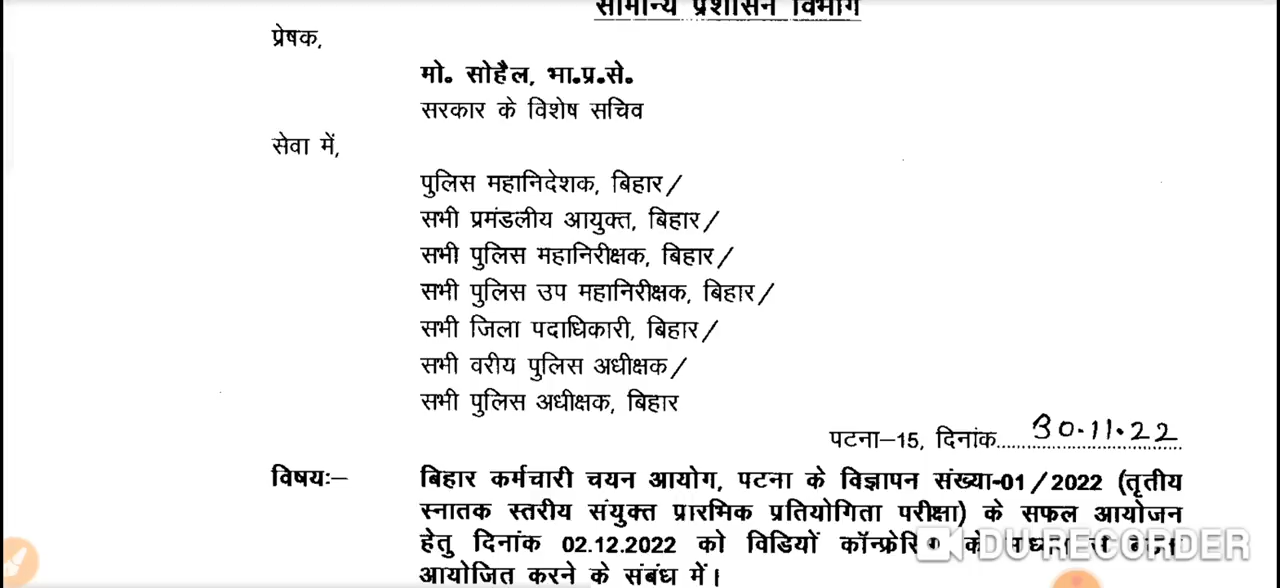 सामान्य प्रशासन विभाग
प्रेषक,
मो. सोहैल, भा.प्र.से.
सरकार के विशेष सचिव
सेवा में,
पुलिस महानिदेशक, बिहार/
सभी प्रमंडलीय आयुक्त, बिहार/
सभी पुलिस महानिरीक्षक, बिहार/
सभी पुलिस उप महानिरीक्षक, बिहार/
सभी जिला पदाधिकारी, बिहार/
सभी वरीय पुलिस अधीक्षक/
सभी पुलिस अधीक्षक, बिहार
पटना-15, दिनांक 30.11.22
विषयः- बिहार कर्मचारी चयन आयोग, पटना के विज्ञापन संख्या-01/2022 (तृतीय
स्नातक स्तरीय संयुक्त प्रारंभिक प्रतियोगिता परीक्षा) के सफल आयोजन
हेतु दिनांक 02.12.2022 को विडियों के
आयोजित करने के संबंध में।
DU RECORDER